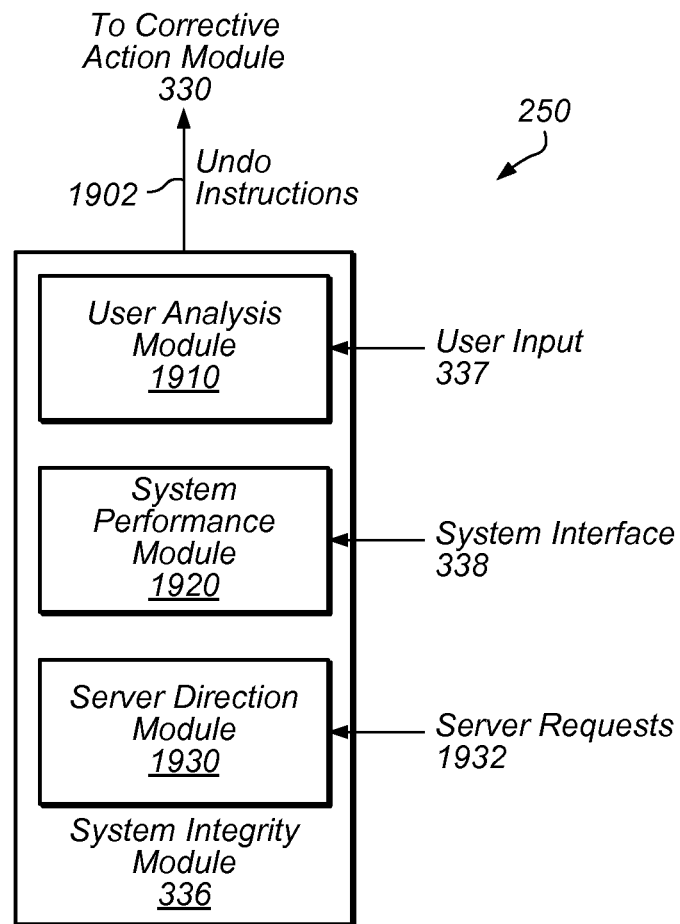 To Corrective
Action Module
330
250
Undo
Instructions
1902
User Analysis
Module
1910
User Input
337
System
Performance
Module
1920
System Interface
338
Server Direction
Module
1930
Server Requests
1932
System Integrity
Module
336